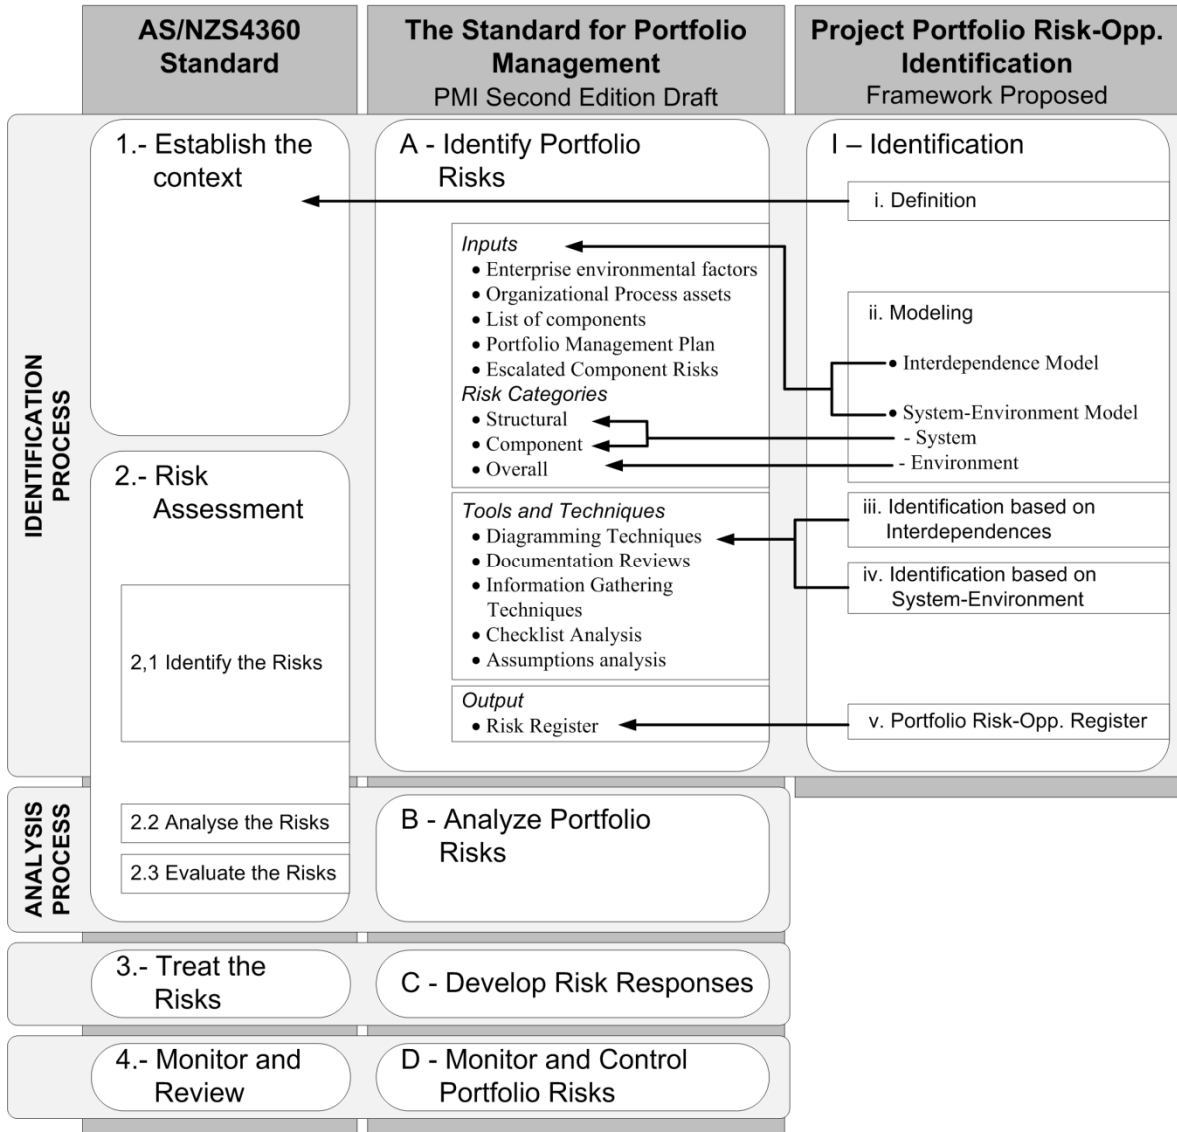 AS/NZS4360
Standard
The Standard for Portfolio
Management
PMI Second Edition Draft
Project Portfolio Risk-Opp.
Identification
Framework Proposed
IDENTIFICATION
PROCESS
1.- Establish the
context
2.- Risk
Assessment
2,1 Identify the Risks
A - Identify Portfolio
Risks
Inputs
• Enterprise environmental factors
• Organizational Process assets
• List of components
• Portfolio Management Plan
• Escalated Component Risks
Risk Categories
• Structural
• Component
• Overall
Tools and Techniques
• Diagramming Techniques
• Documentation Reviews
• Information Gathering
Techniques
• Checklist Analysis
• Assumptions analysis
Output
• Risk Register
I – Identification
i. Definition
ii. Modeling
• Interdependence Model
• System-Environment Model
- System
- Environment
iii. Identification based on
Interdependences
iv. Identification based on
System-Environment
v. Portfolio Risk-Opp. Register
ANALYSIS
PROCESS
2.2 Analyse the Risks
2.3 Evaluate the Risks
B - Analyze Portfolio
Risks
3.- Treat the
Risks
C - Develop Risk Responses
4.- Monitor and
Review
D - Monitor and Control
Portfolio Risks